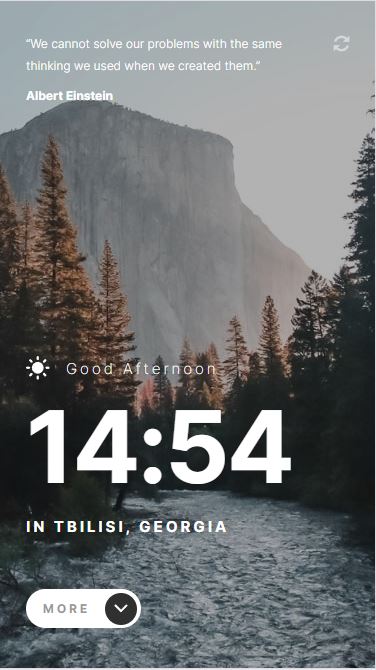 “We cannot solve our problems with the same
thinking we used when we created them.”
Albert Einstein
Good Afternoon
14:54
IN TBILISI, GEORGIA
MORE